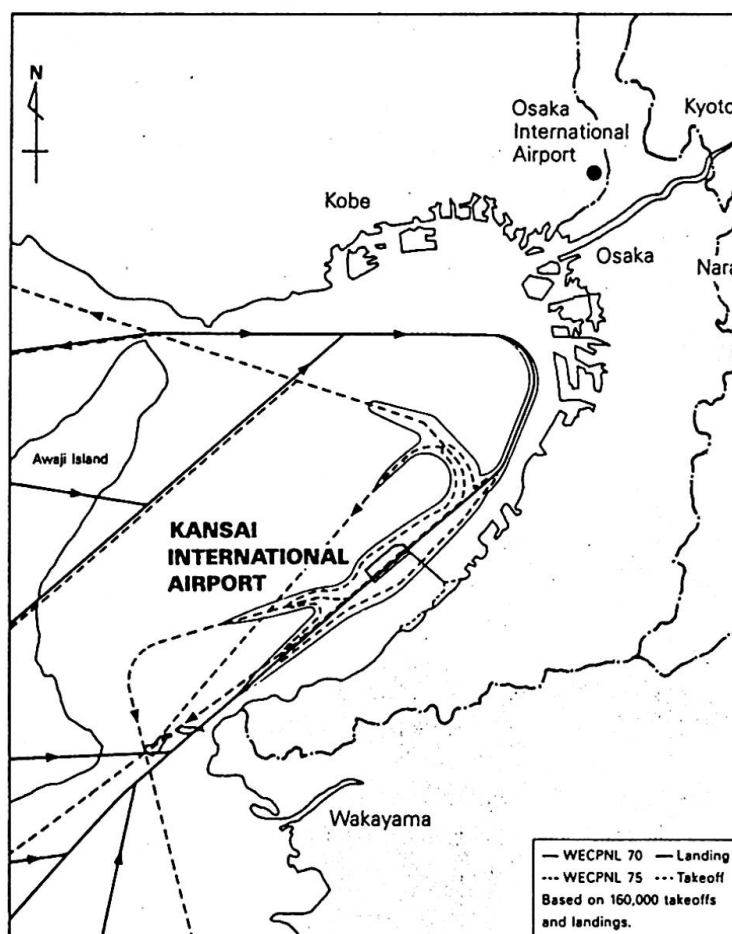 N
Osaka
International
Airport
Kyoto
Kobe
Osaka
Nara
Awaji Island
KANSAI
INTERNATIONAL
AIRPORT
Wakayama
WECPNL 70 Landing
WECPNL 75 Takeoff
Based on 160,000 takeoffs
and landings.